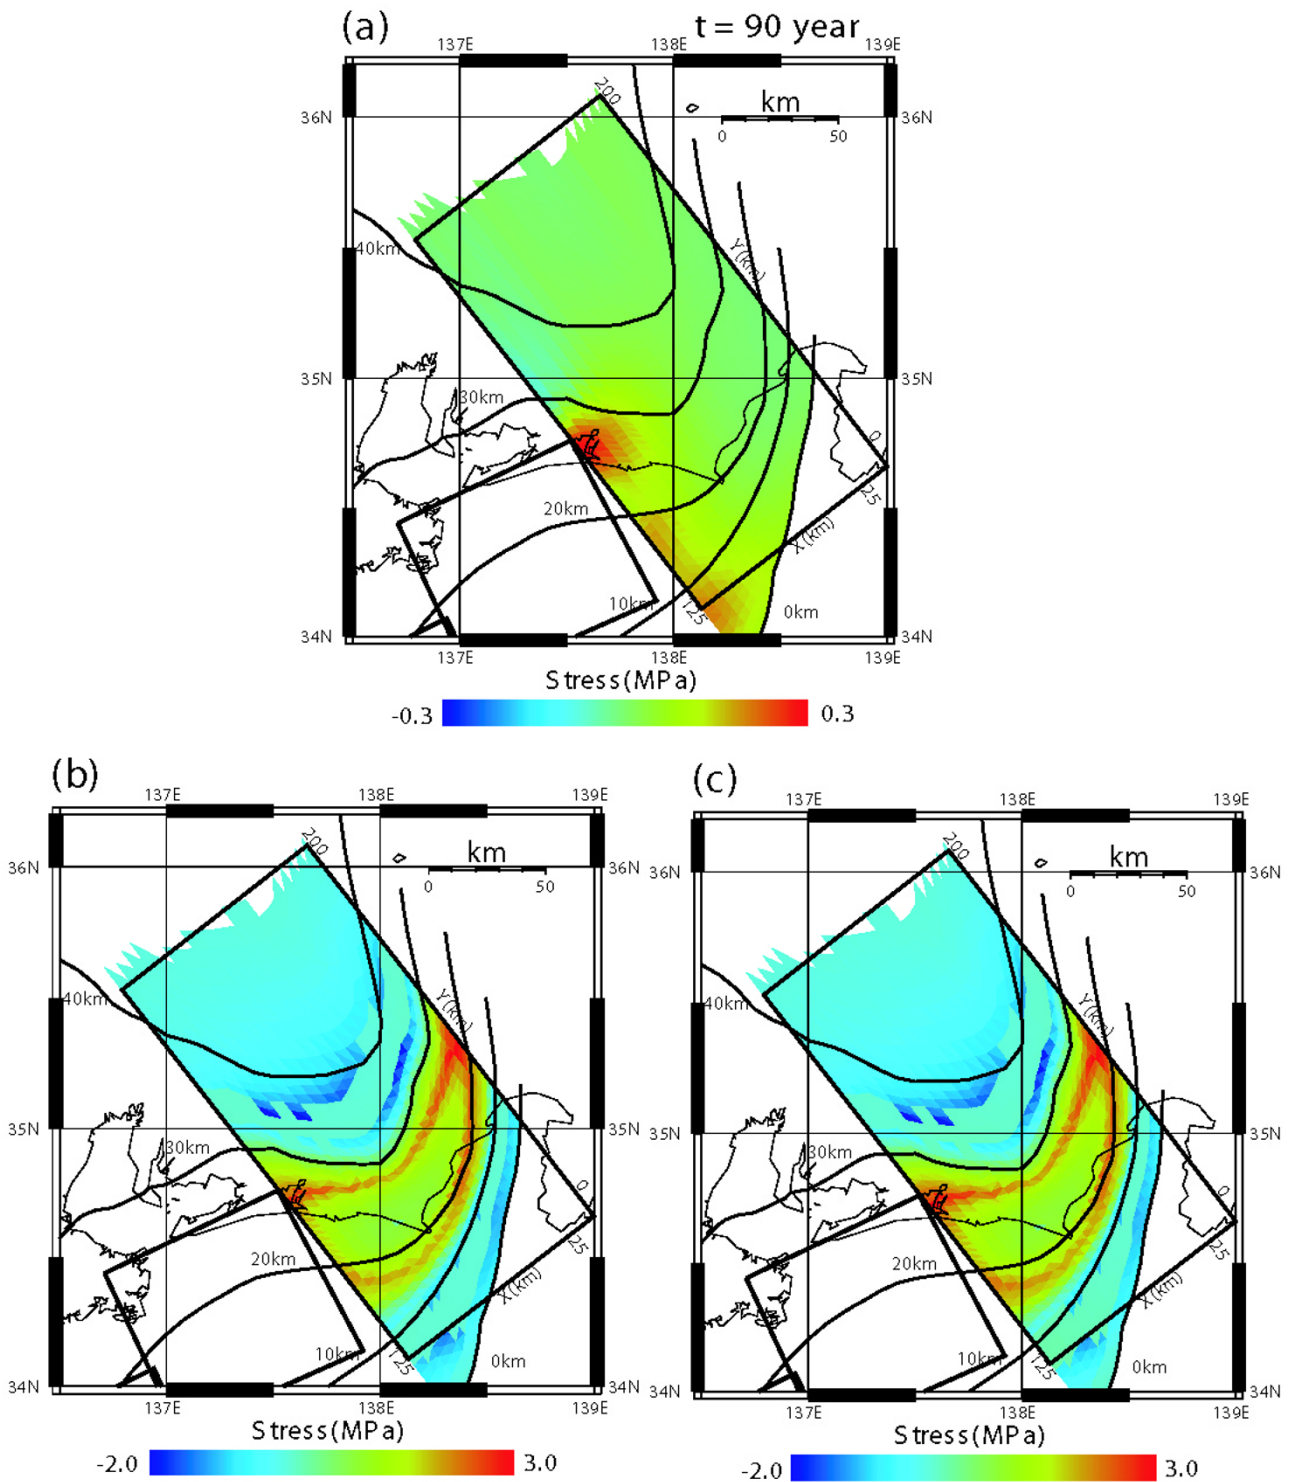 (a)
t = 90 year
137E
138E
139E
200
km
0
50
36N
36N
40km
Y(km)
35N
35N
30km
0
25
20km
X(km)
10km
125
0km
34N
34N
137E
138E
139E
Stress(MPa)
-0.3
0.3
(b)
137E
138E
139E
200
km
0
50
36N
40km
Y(km)
35N
30km
0
25
20km
X(km)
10km
125
0km
34N
137E
138E
139E
Stress(MPa)
-2.0
3.0
(c)
137E
138E
139E
200
km
0
50
36N
36N
40km
Y(km)
35N
35N
30km
0
25
20km
X(km)
10km
125
0km
34N
34N
137E
138E
139E
Stress(MPa)
-2.0
3.0